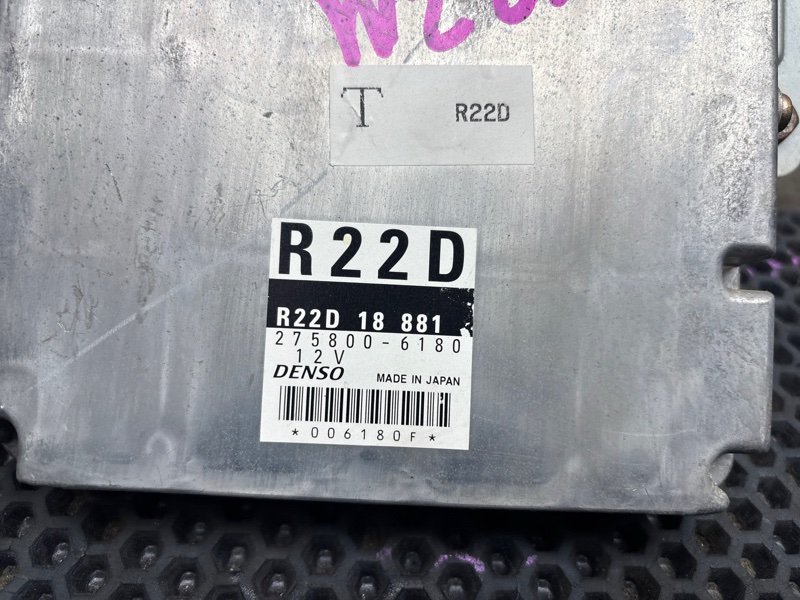 T R22D
R22D
R22D 18 881
275800-6180
12V
DENSO MADE IN JAPAN
*006180F*